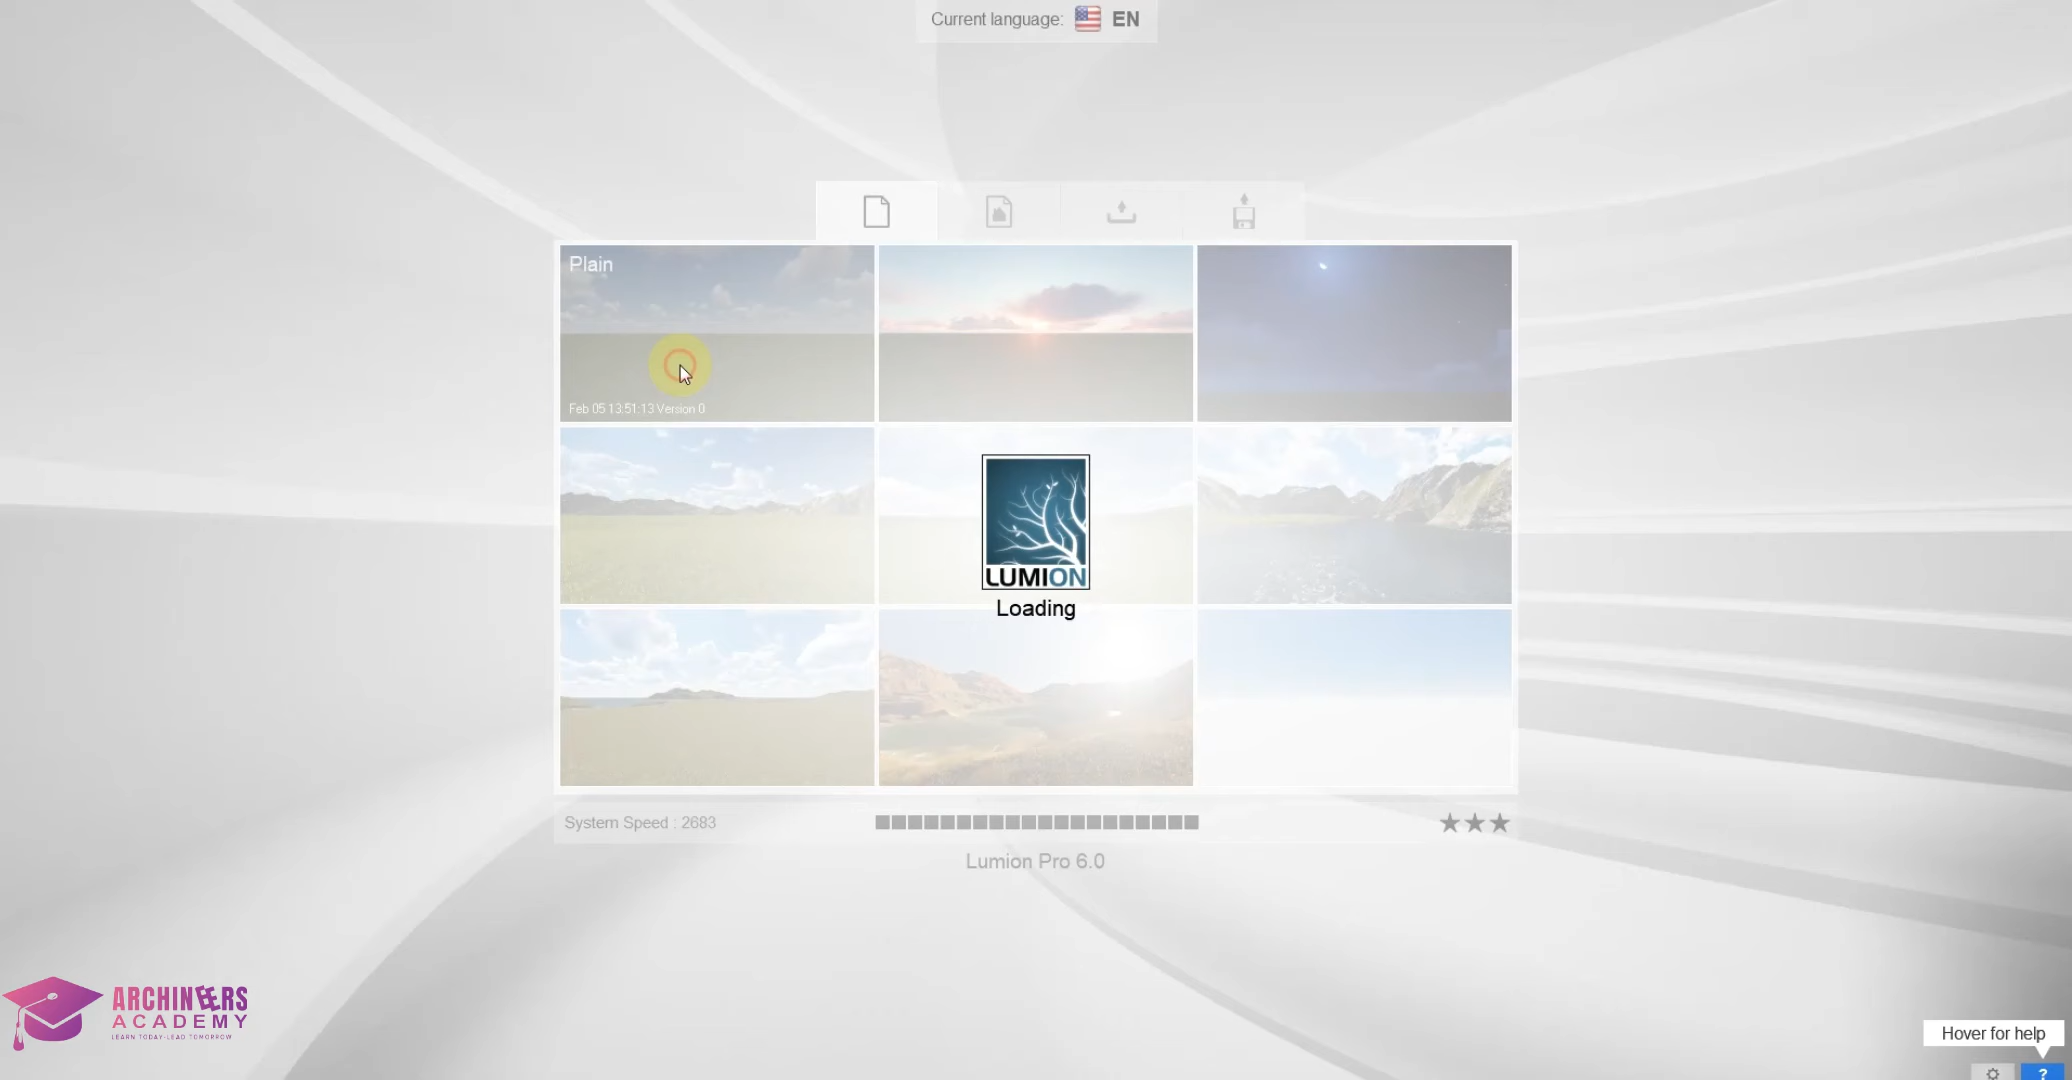 Current language: EN
Plain
Feb 05 13:51:13 Version 0
LUMION
Loading
System Speed : 2683
Lumion Pro 6.0
ARCHINEERS
ACADEMY
LEARN TODAY-LEAD TOMORROW
Hover for help
?